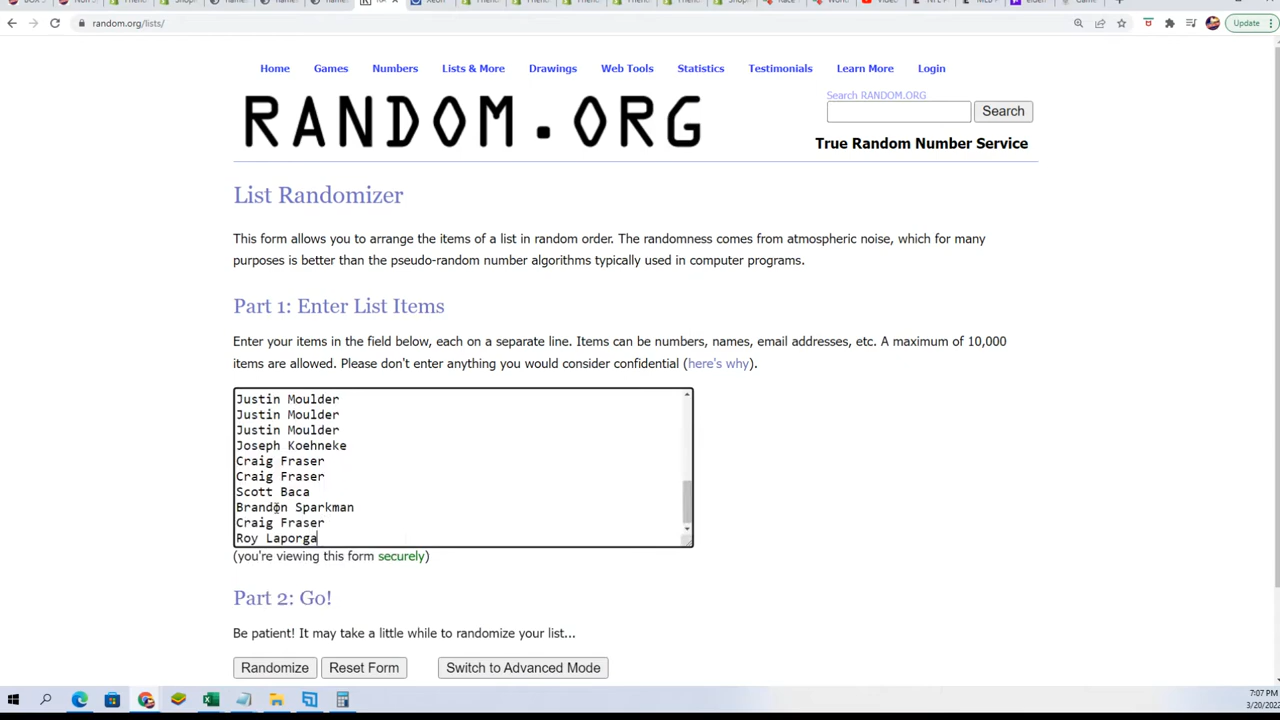 random.org/lists/
Update
Home Games Numbers Lists & More Drawings Web Tools Statistics Testimonials Learn More Login
RANDOM.ORG
Search RANDOM.ORG
Search
True Random Number Service
List Randomizer
This form allows you to arrange the items of a list in random order. The randomness comes from atmospheric noise, which for many
purposes is better than the pseudo-random number algorithms typically used in computer programs.
Part 1: Enter List Items
Enter your items in the field below, each on a separate line. Items can be numbers, names, email addresses, etc. A maximum of 10,000
items are allowed. Please don't enter anything you would consider confidential (here's why).
Justin Moulder
Justin Moulder
Justin Moulder
Joseph Koehneke
Craig Fraser
Craig Fraser
Scott Baca
Brandon Sparkman
Craig Fraser
Roy Laporga
(you're viewing this form securely)
Part 2: Go!
Be patient! It may take a little while to randomize your list...
Randomize Reset Form Switch to Advanced Mode
7:07 PM